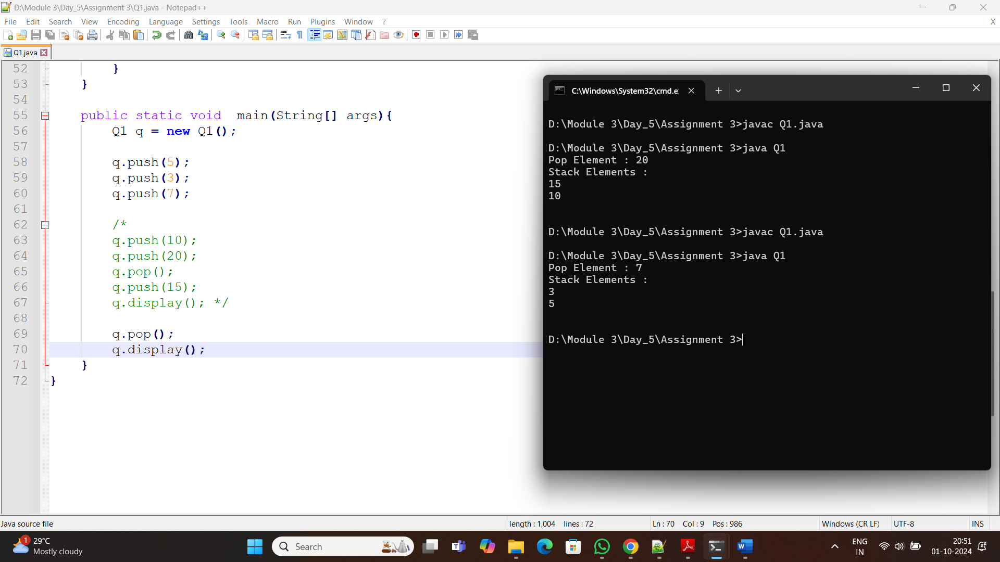 D:\Module 3\Day_5\Assignment 3\Q1.java - Notepad++
File Edit Search View Encoding Language Settings Tools Macro Run Plugins Window ? X
Q1.java
52 }
53 }
54
55 public static void  main(String[] args){
56 Q1 q = new Q1();
57
58 q.push(5);
59 q.push(3);
60 q.push(7);
61
62 /*
63 q.push(10);
64 q.push(20);
65 q.pop();
66 q.push(15);
67 q.display(); */
68
69 q.pop();
70 q.display();
71 }
72 }
C:\Windows\System32\cmd.e
D:\Module 3\Day_5\Assignment 3>javac Q1.java
D:\Module 3\Day_5\Assignment 3>java Q1
Pop Element : 20
Stack Elements :
15
10
D:\Module 3\Day_5\Assignment 3>javac Q1.java
D:\Module 3\Day_5\Assignment 3>java Q1
Pop Element : 7
Stack Elements :
3
5
D:\Module 3\Day_5\Assignment 3>
Java source file length : 1,004 lines : 72 Ln : 70 Col : 9 Pos : 986 Windows (CR LF) UTF-8 INS
1
29°C
Mostly cloudy
Search
ENG
IN
20:51
01-10-2024